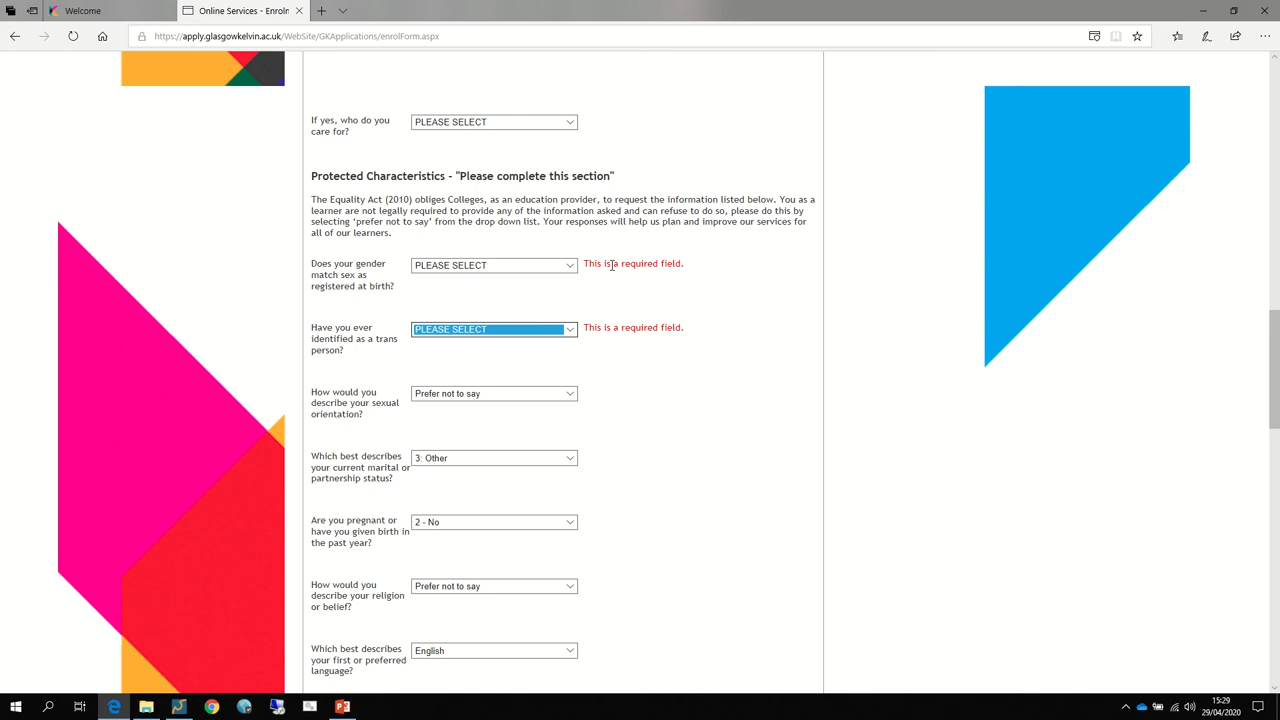 Welcome
Online Services - Enroln
https://apply.glasgowkelvin.ac.uk/WebSite/GKApplications/enrolForm.aspx
If yes, who do you
care for?
PLEASE SELECT
Protected Characteristics - "Please complete this section"
The Equality Act (2010) obliges Colleges, as an education provider, to request the information listed below. You as a
learner are not legally required to provide any of the information asked and can refuse to do so, please do this by
selecting ‘prefer not to say’ from the drop down list. Your responses will help us plan and improve our services for
all of our learners.
Does your gender
match sex as
registered at birth?
PLEASE SELECT
This is a required field.
Have you ever
identified as a trans
person?
PLEASE SELECT
This is a required field.
How would you
describe your sexual
orientation?
Prefer not to say
Which best describes
your current marital or
partnership status?
3: Other
Are you pregnant or
have you given birth in
the past year?
2 - No
How would you
describe your religion
or belief?
Prefer not to say
Which best describes
your first or preferred
language?
English
15:29
29/04/2020